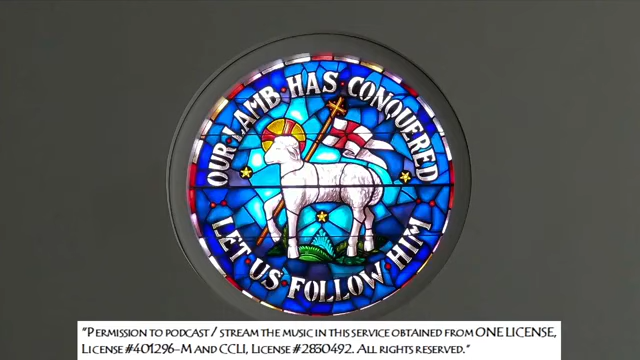 OUR LAMB HAS CONQUERED
LET US FOLLOW HIM
"Permission to podcast / stream the music in this service obtained from ONE LICENSE,
License #401296-M and CCLI, License #2830492. All rights reserved."